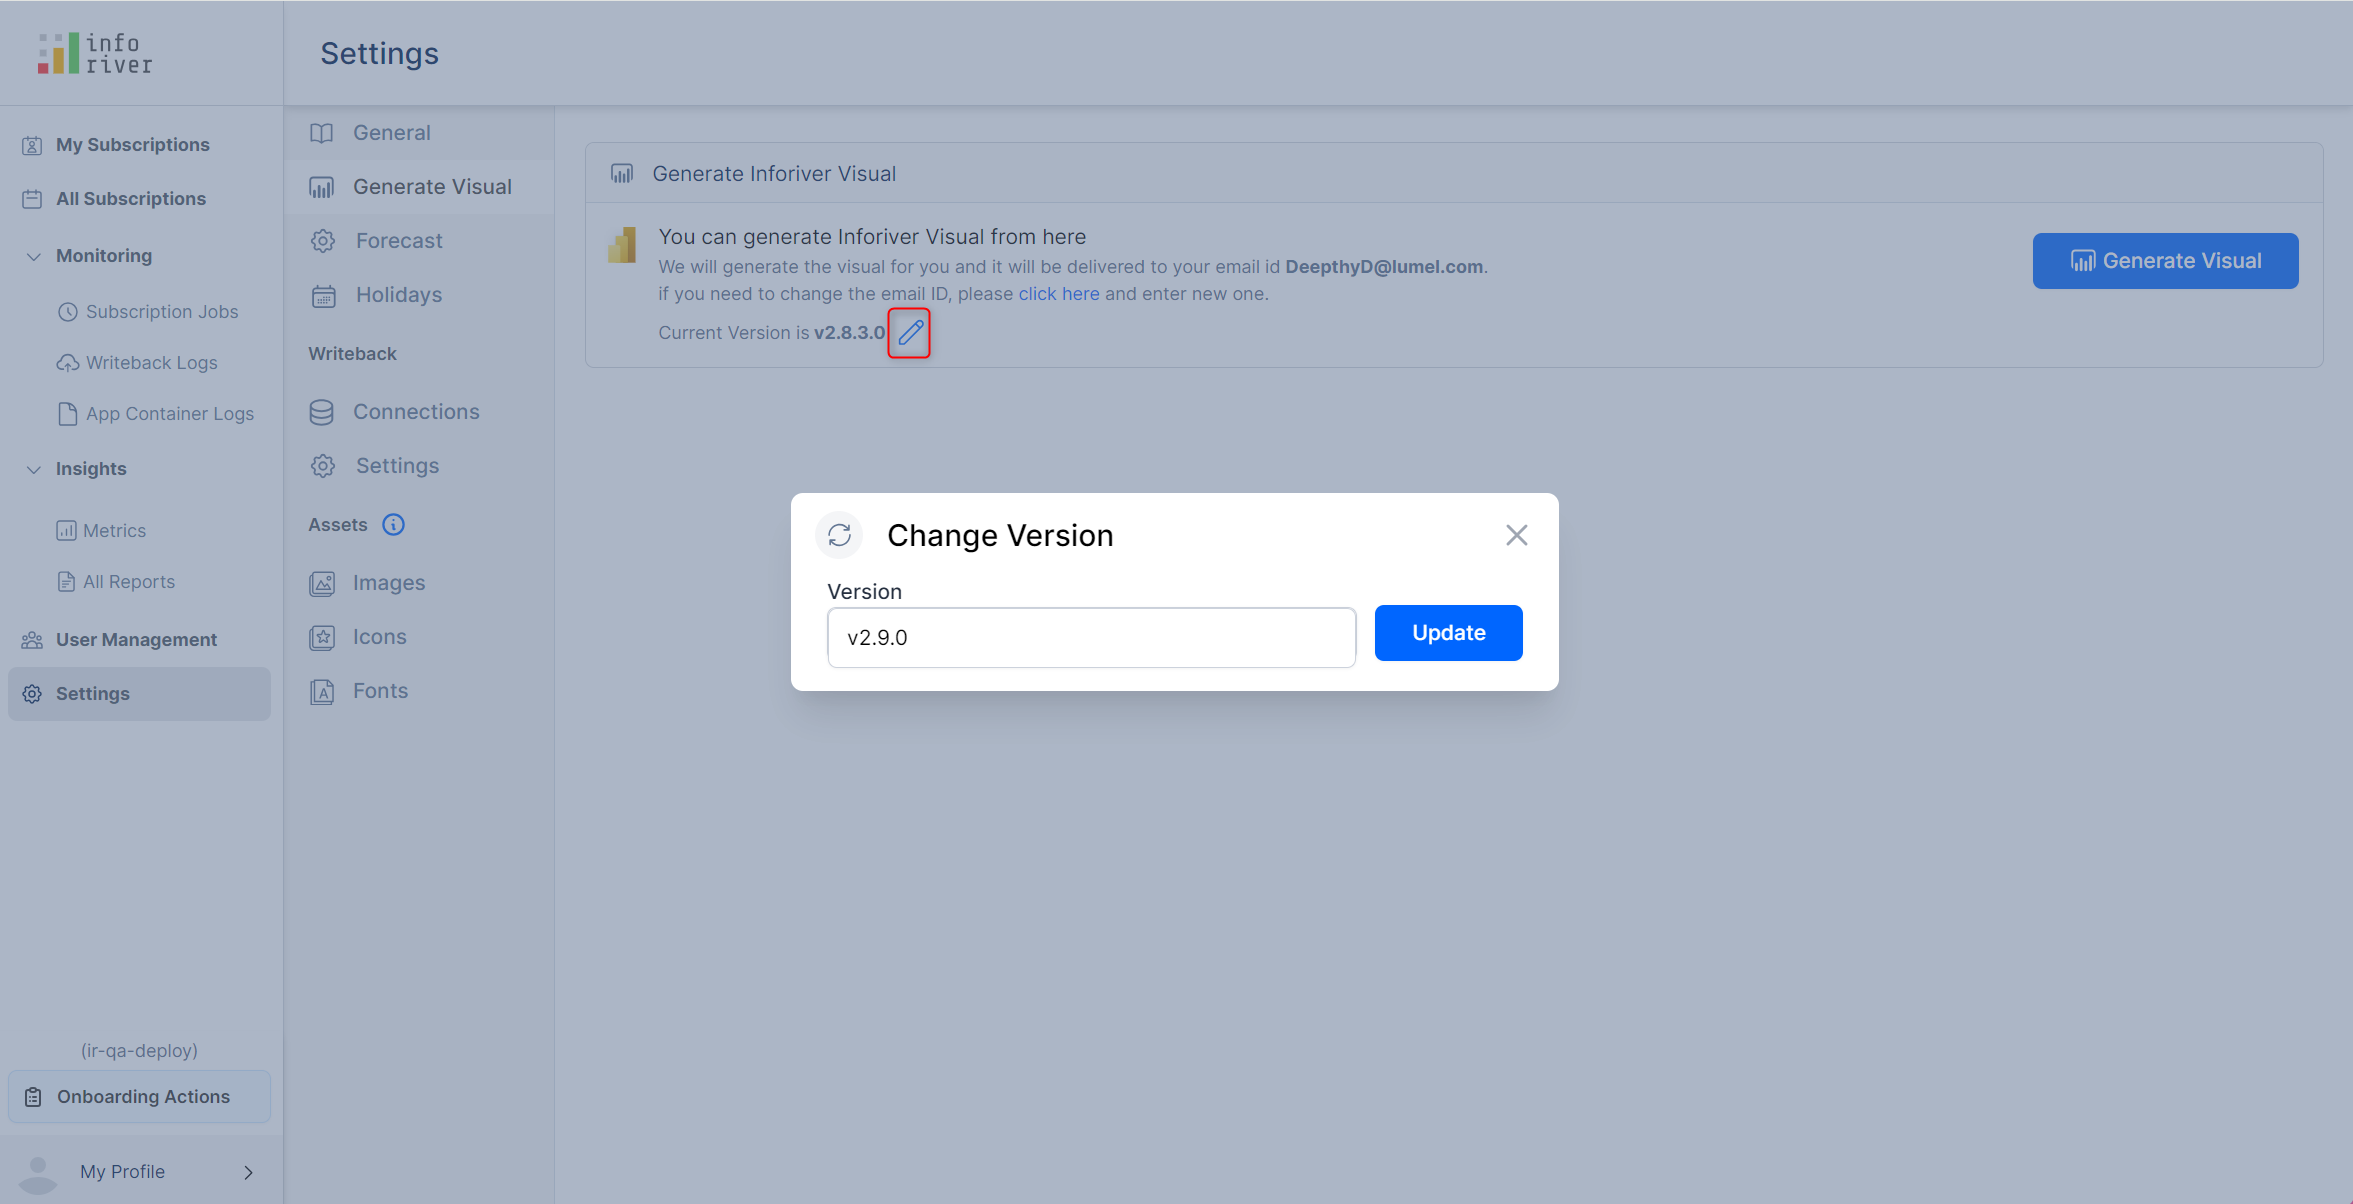 info
river
Settings
My Subscriptions
All Subscriptions
Monitoring
Subscription Jobs
Writeback Logs
App Container Logs
Insights
Metrics
All Reports
User Management
Settings
(ir-qa-deploy)
Onboarding Actions
My Profile
General
Generate Visual
Forecast
Holidays
Writeback
Connections
Settings
Assets
Images
Icons
Fonts
Generate Inforiver Visual
You can generate Inforiver Visual from here
We will generate the visual for you and it will be delivered to your email id DeepthyD@lumel.com.
if you need to change the email ID, please click here and enter new one.
Current Version is v2.8.3.0
Generate Visual
Change Version
Version
v2.9.0
Update